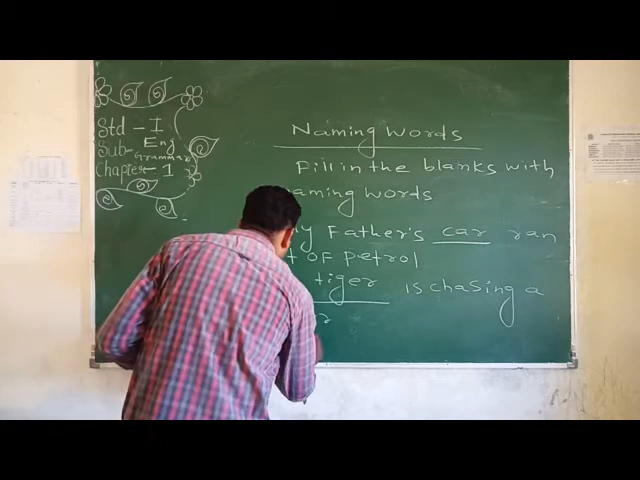 Std - I
Sub- Eng
Grammar
Chapter - 1
Naming words
Fill in the blanks with
naming words
Father's car ran
of petrol
tiger is chasing a